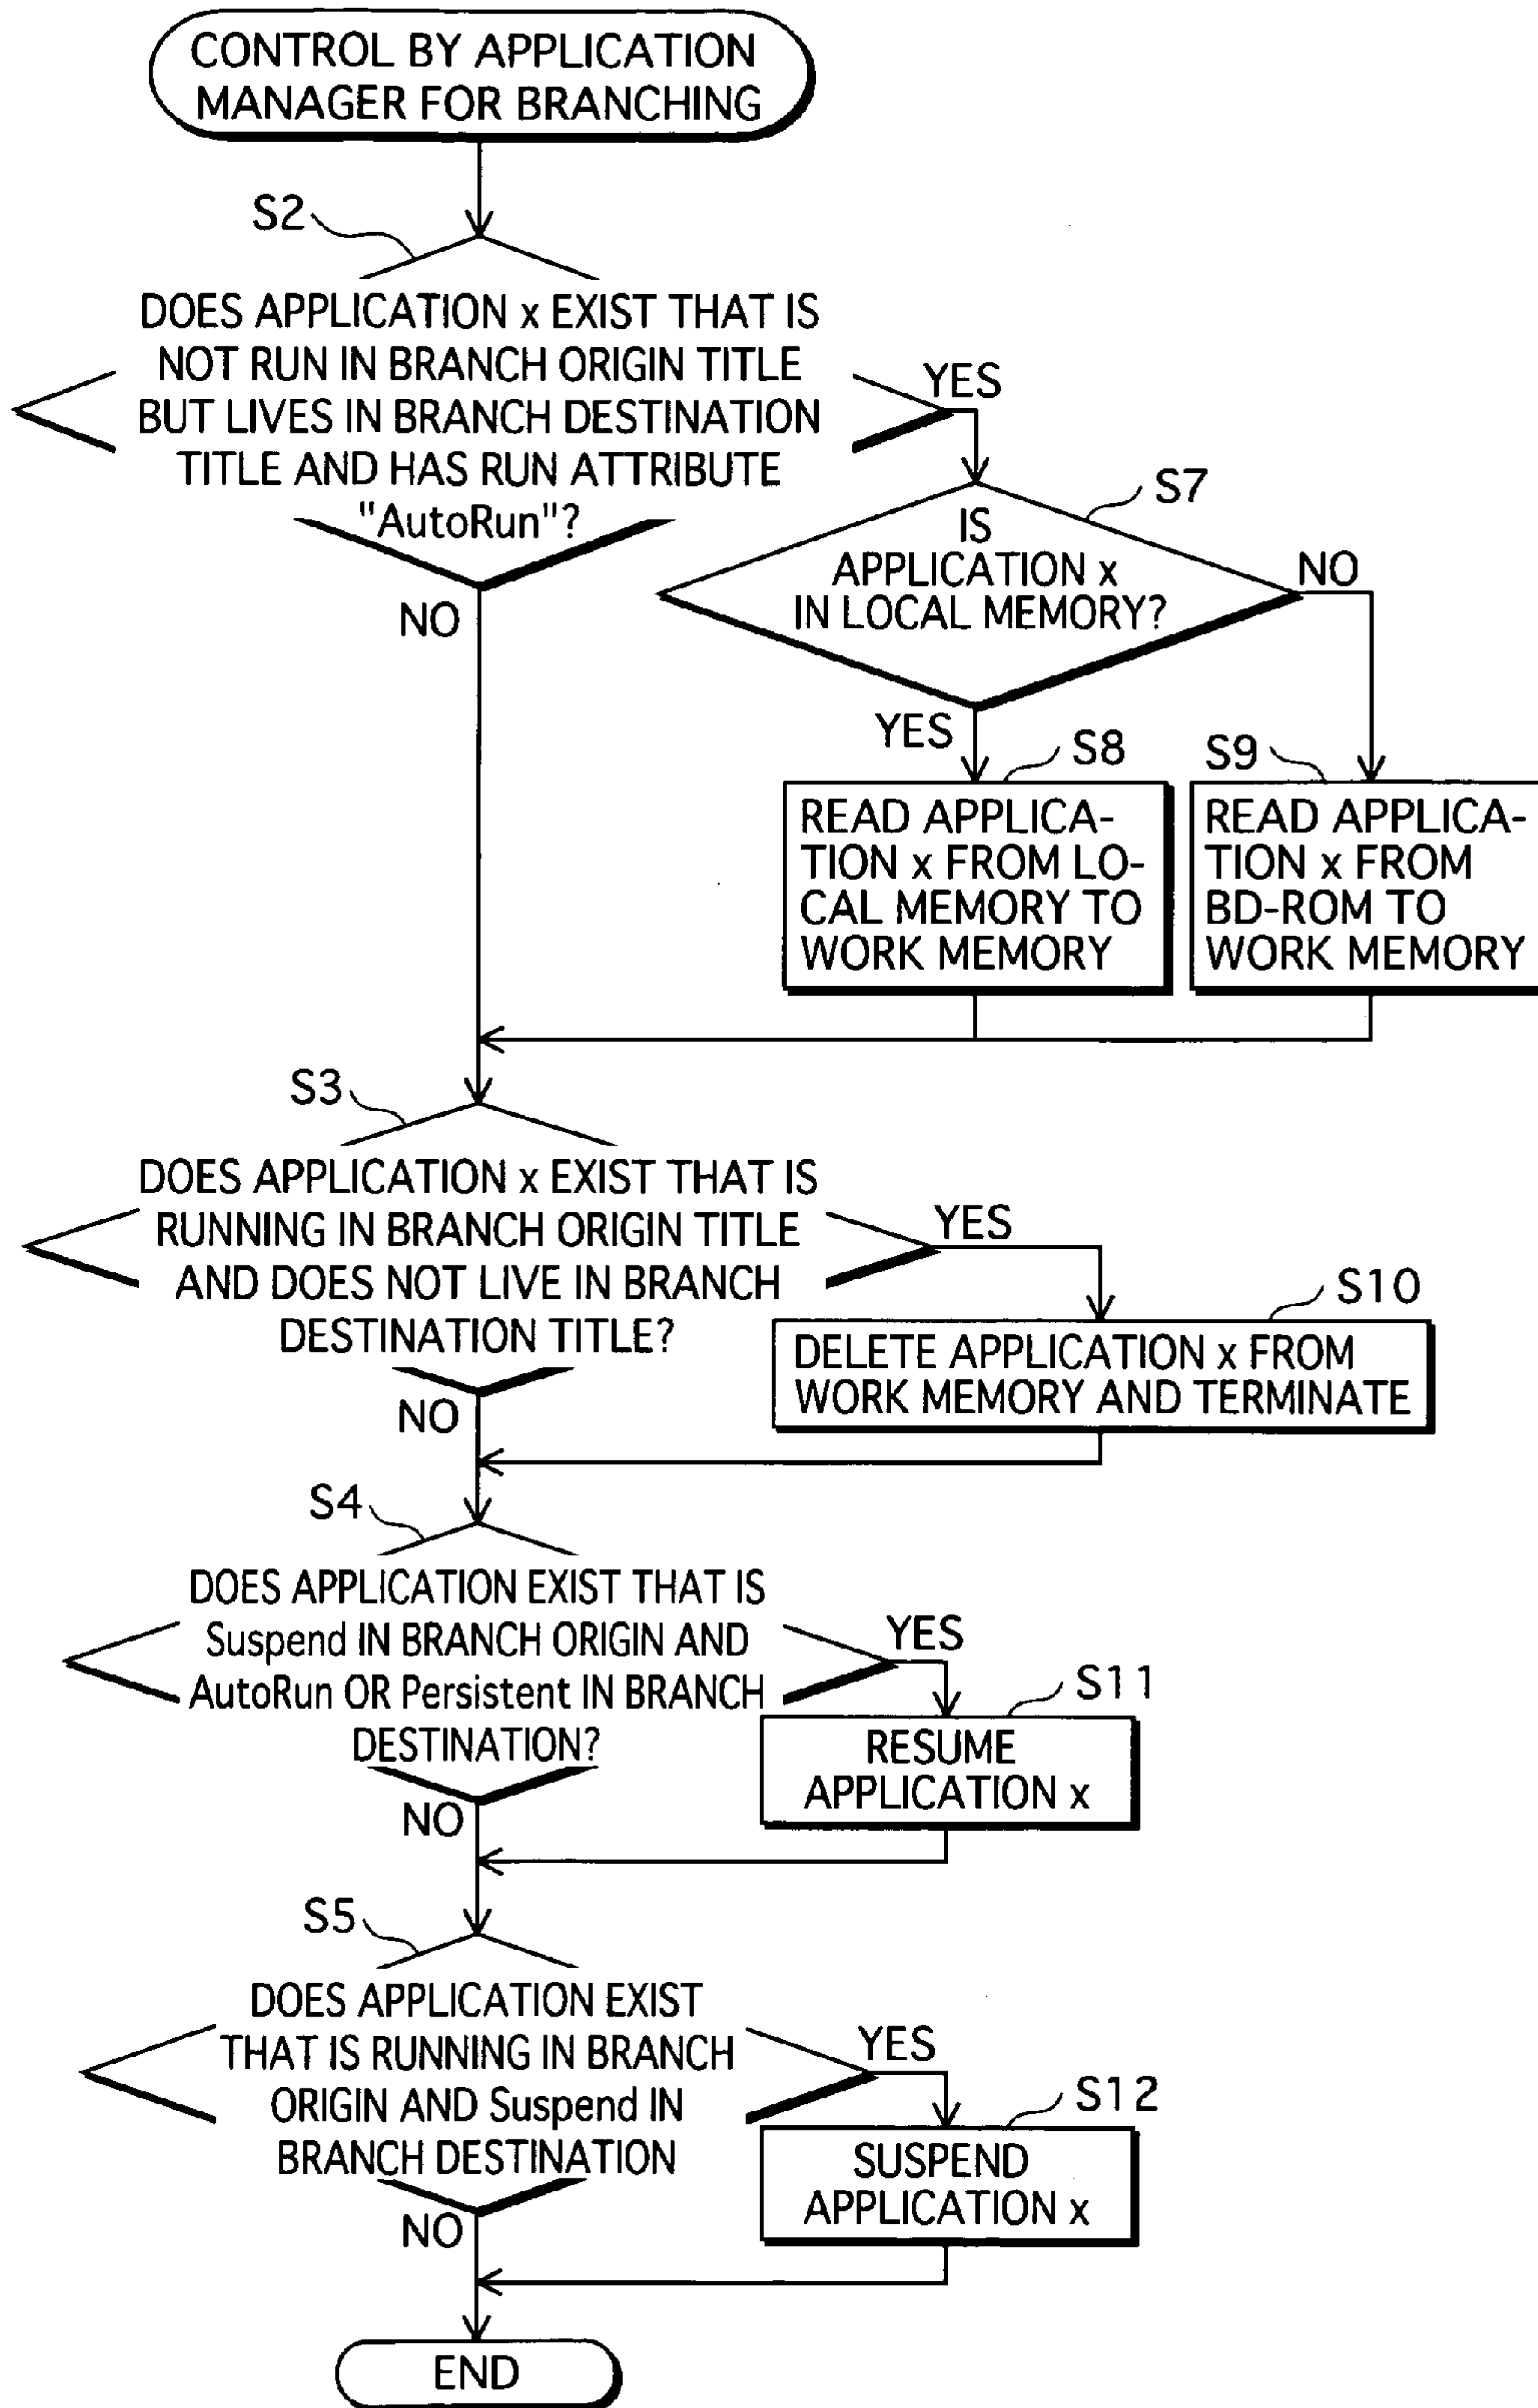 CONTROL BY APPLICATION
MANAGER FOR BRANCHING
S2
DOES APPLICATION x EXIST THAT IS
NOT RUN IN BRANCH ORIGIN TITLE
BUT LIVES IN BRANCH DESTINATION
TITLE AND HAS RUN ATTRIBUTE
"AutoRun"?
YES
NO
S7
IS
APPLICATION x
IN LOCAL MEMORY?
NO
YES
S8
READ APPLICA-
TION x FROM LO-
CAL MEMORY TO
WORK MEMORY
S9
READ APPLICA-
TION x FROM
BD-ROM TO
WORK MEMORY
S3
DOES APPLICATION x EXIST THAT IS
RUNNING IN BRANCH ORIGIN TITLE
AND DOES NOT LIVE IN BRANCH
DESTINATION TITLE?
YES
NO
S10
DELETE APPLICATION x FROM
WORK MEMORY AND TERMINATE
S4
DOES APPLICATION EXIST THAT IS
Suspend IN BRANCH ORIGIN AND
AutoRun OR Persistent IN BRANCH
DESTINATION?
YES
NO
S11
RESUME
APPLICATION x
S5
DOES APPLICATION EXIST
THAT IS RUNNING IN BRANCH
ORIGIN AND Suspend IN
BRANCH DESTINATION
YES
NO
S12
SUSPEND
APPLICATION x
END